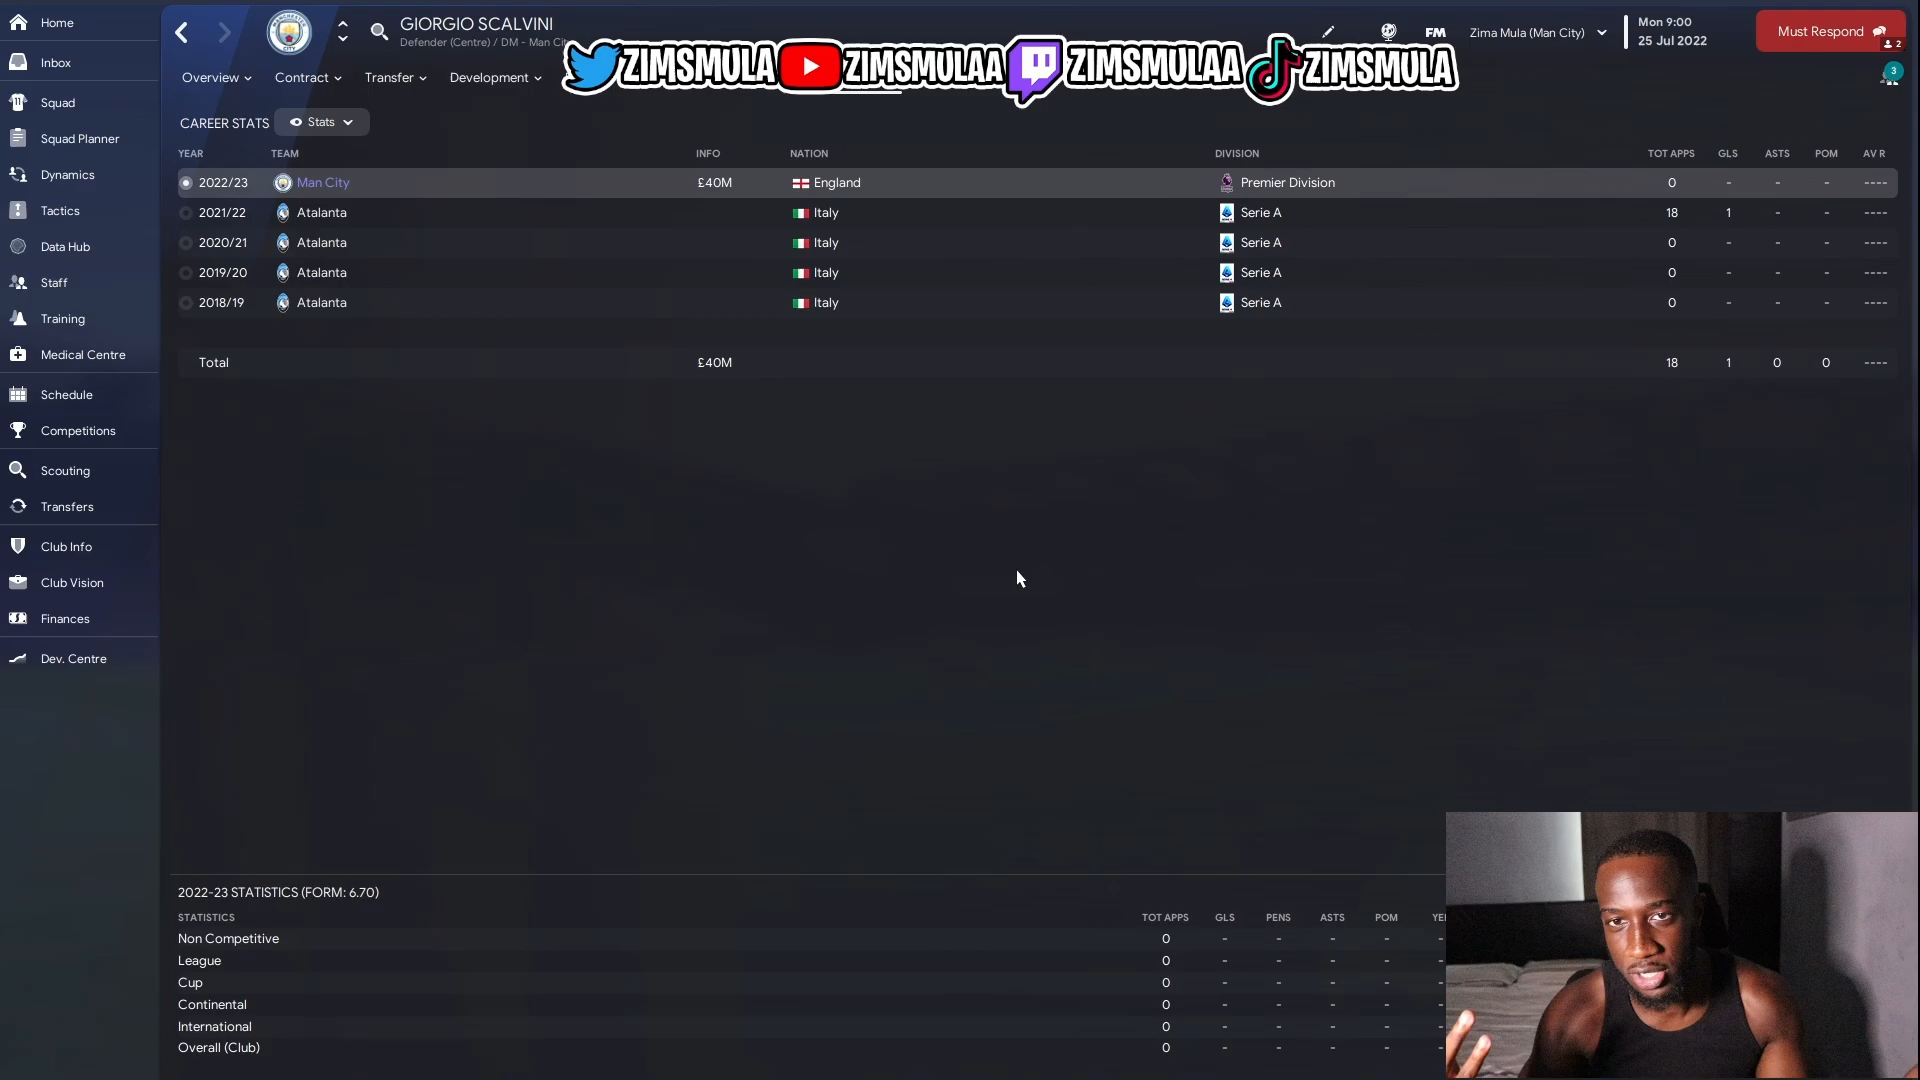 Home
Inbox
Squad
Squad Planner
Dynamics
Tactics
Data Hub
Staff
Training
Medical Centre
Schedule
Competitions
Scouting
Transfers
Club Info
Club Vision
Finances
Dev. Centre
GIORGIO SCALVINI
Defender (Centre) / DM - Man
FM
Zima Mula (Man City)
Mon 9:00
25 Jul 2022
Must Respond
2
3
Overview
Contract
Transfer
Development
ZIMSMULA
ZIMSMULAA
ZIMSMULAA
ZIMSMULA
CAREER STATS
Stats
YEAR TEAM INFO NATION DIVISION TOT APPS GLS ASTS POM AV R
2022/23 Man City £40M England Premier Division 0 - - - ----
2021/22 Atalanta Italy Serie A 18 1 - - ----
2020/21 Atalanta Italy Serie A 0 - - - ----
2019/20 Atalanta Italy Serie A 0 - - - ----
2018/19 Atalanta Italy Serie A 0 - - - ----
Total £40M 18 1 0 0 ----
2022-23 STATISTICS (FORM: 6.70)
STATISTICS TOT APPS GLS PENS ASTS POM
Non Competitive 0 - - - - -
League 0 - - - - -
Cup 0 - - - - -
Continental 0 - - - - -
International 0 - - - - -
Overall (Club) 0 - - - - -